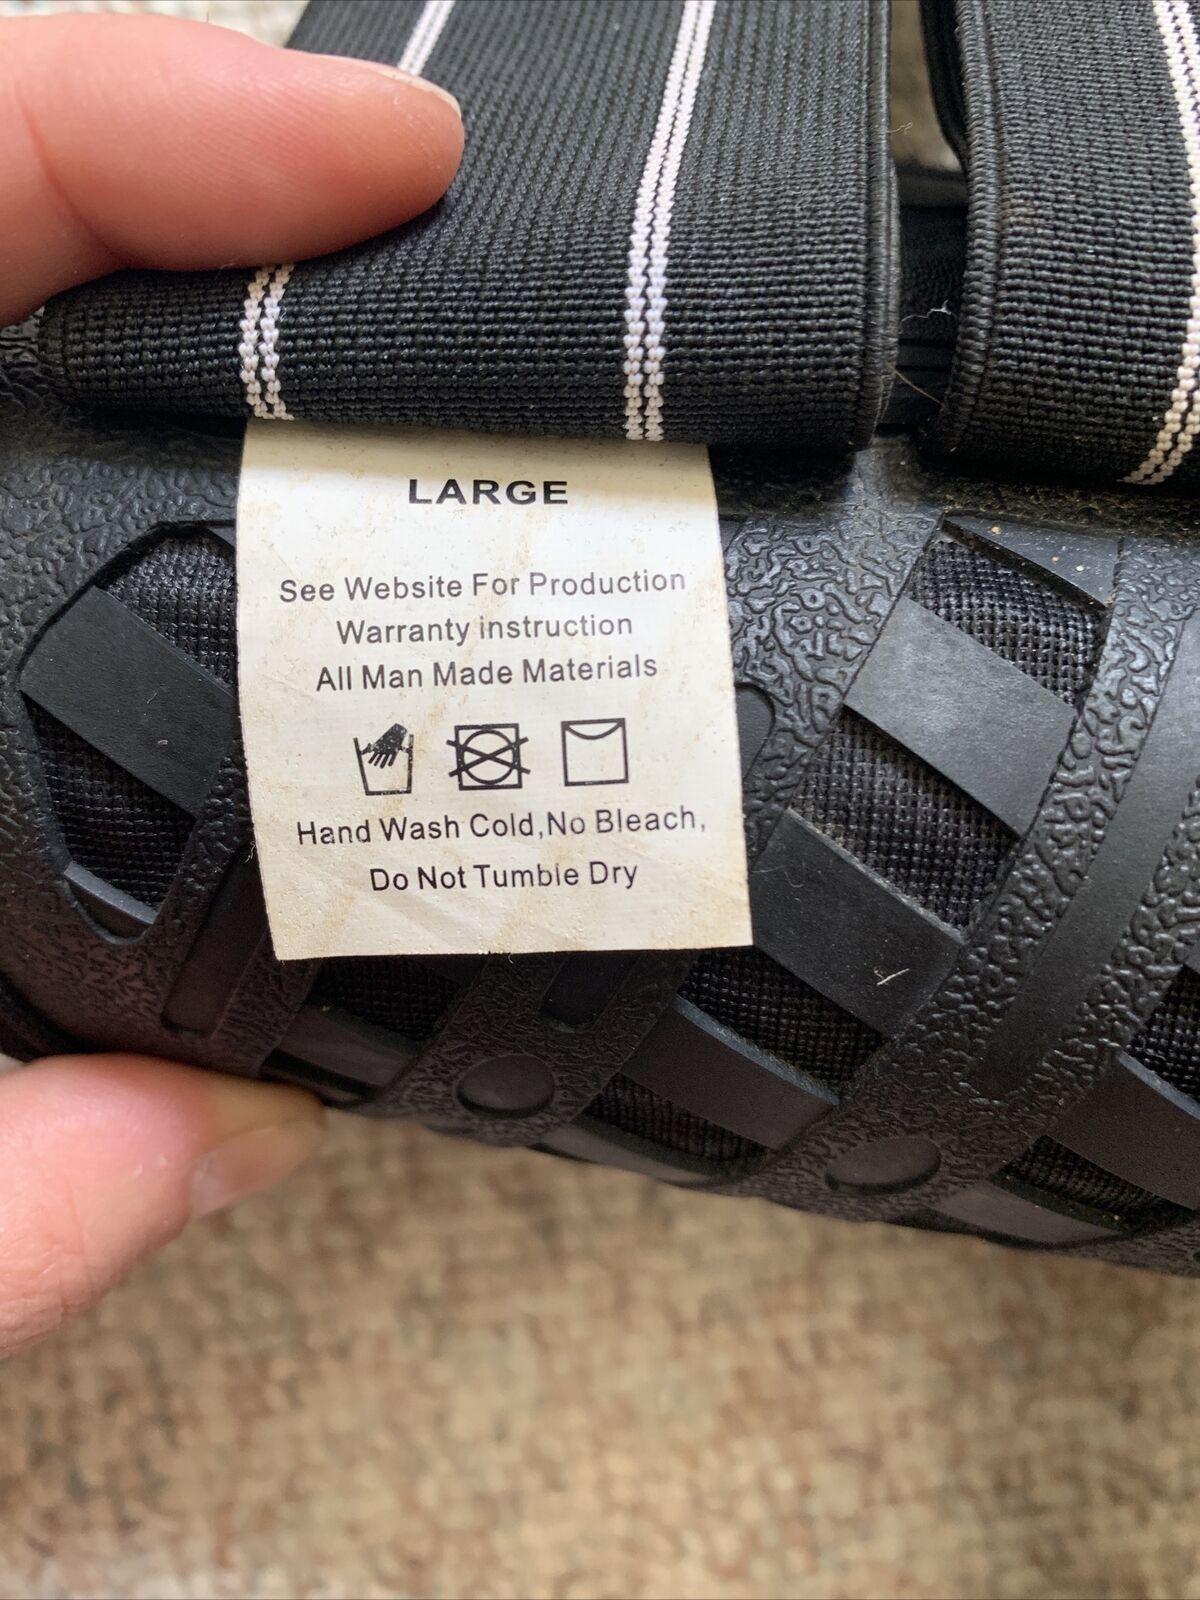 LARGE
See Website For Production
Warranty instruction
All Man Made Materials
Hand Wash Cold,No Bleach,
Do Not Tumble Dry